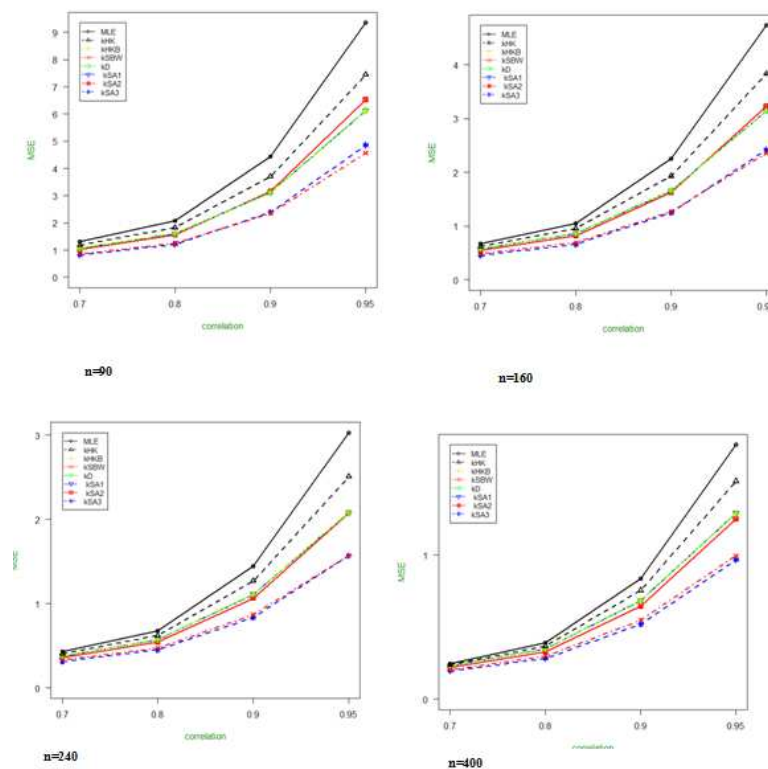 MLE
kHK
kHKB
kSBW
kD
kSA1
kSA2
kSA3
MSE
9
8
7
6
5
4
3
2
1
0
0.7 0.8 0.9 0.95
correlation
n=90
MLE
kHK
kHKB
kSBW
kD
kSA1
kSA2
kSA3
MSE
4
3
2
1
0
0.7 0.8 0.9 0.9
correlation
n=160
MLE
kHK
kHKB
kSBW
kD
kSA1
kSA2
kSA3
MSE
3
2
1
0
0.7 0.8 0.9 0.95
correlation
n=240
MLE
kHK
kHKB
kSBW
kD
kSA1
kSA2
kSA3
MSE
1
0
0.7 0.8 0.9 0.95
correlation
n=400